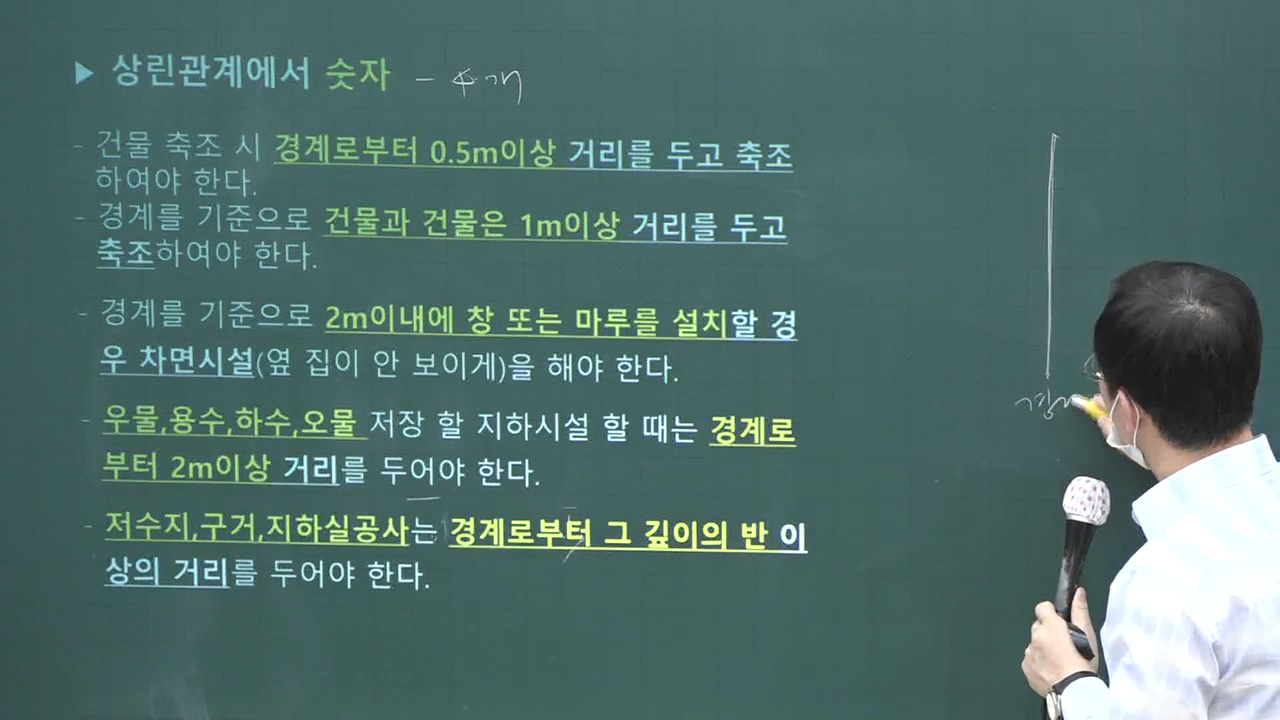 ▶ 상린관계에서 숫자 -
- 건물 축조 시 경계로부터 0.5m이상 거리를 두고 축조
하여야 한다.
- 경계를 기준으로 건물과 건물은 1m이상 거리를 두고
축조하여야 한다.
- 경계를 기준으로 2m이내에 창 또는 마루를 설치할 경
우 차면시설(옆 집이 안 보이게)을 해야 한다.
- 우물,용수,하수,오물 저장 할 지하시설 할 때는 경계로
부터 2m이상 거리를 두어야 한다.
- 저수지,구거,지하실공사는 경계로부터 그 깊이의 반 이
상의 거리를 두어야 한다.